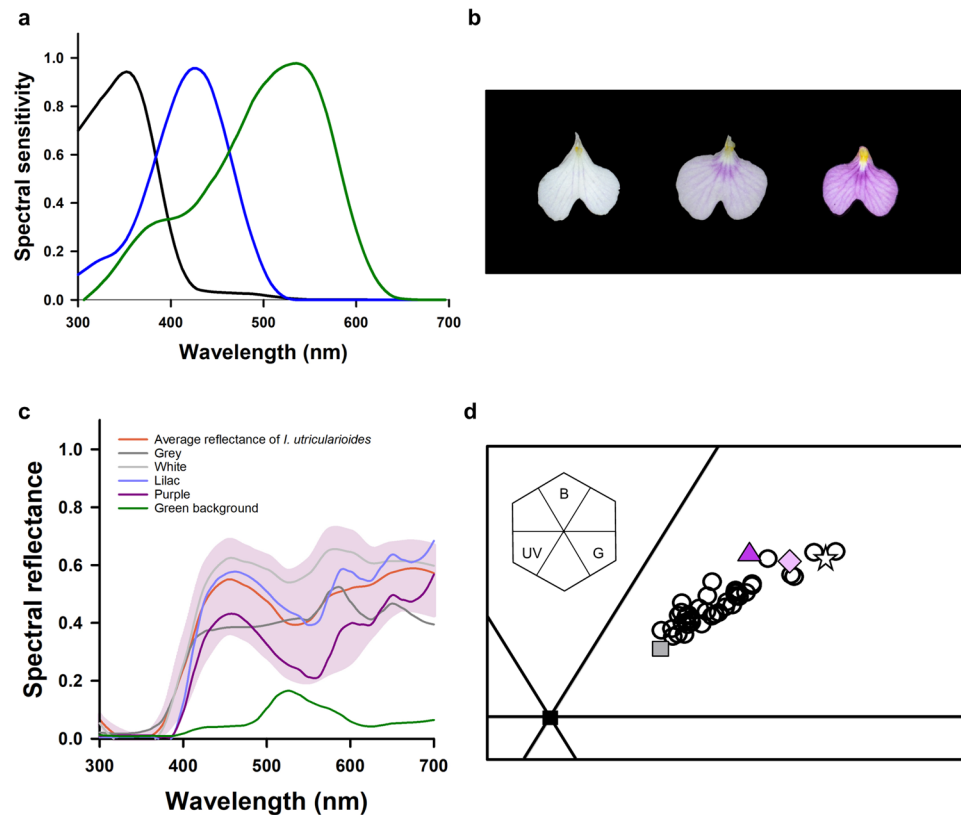 a
Spectral sensitivity
1.0
0.8
0.6
0.4
0.2
0.0
300 400 500 600 700
Wavelength (nm)
b
c
Spectral reflectance
1.0
0.8
0.6
0.4
0.2
0.0
Average reflectance of I. utricularioides
Grey
White
Lilac
Purple
Green background
300 400 500 600 700
Wavelength (nm)
d
B
UV G